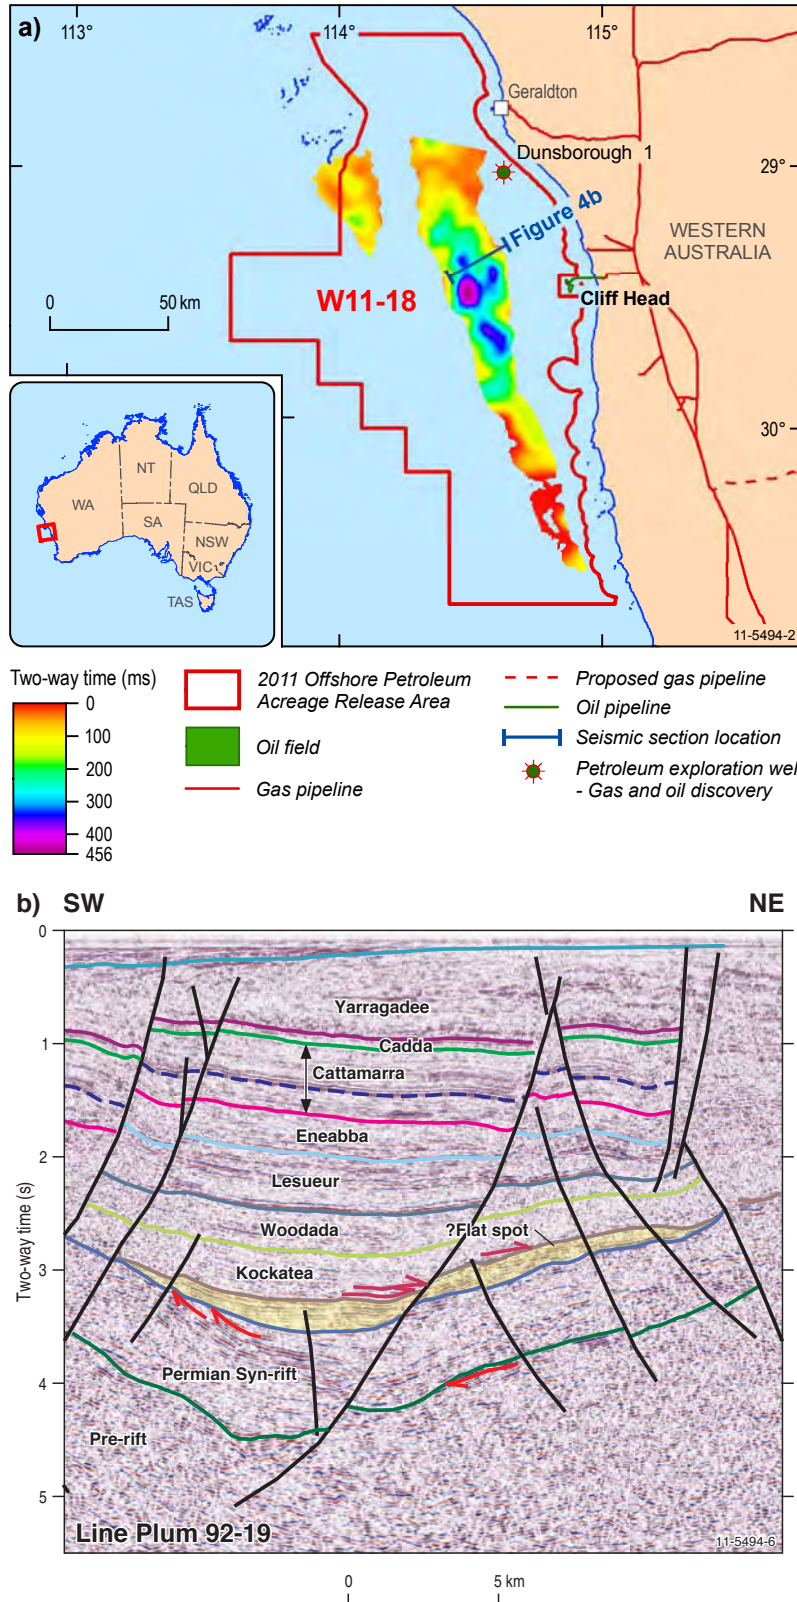 a)
113°
114°
115°
Geraldton
Dunsborough 1
29°
Figure 4b
WESTERN
AUSTRALIA
0
50 km
W11-18
Cliff Head
30°
NT
QLD
WA
SA
NSW
VIC
TAS
11-5494-2
Two-way time (ms)
0
100
200
300
400
456
2011 Offshore Petroleum
Acreage Release Area
Oil field
Gas pipeline
Proposed gas pipeline
Oil pipeline
Seismic section location
Petroleum exploration wel
- Gas and oil discovery
b) SW
NE
0
1
2
3
4
5
Two-way time (s)
Yarragadee
Cadda
Cattamarra
Eneabba
Lesueur
Woodada
?Flat spot
Kockatea
Permian Syn-rift
Pre-rift
Line Plum 92-19
11-5494-6
0
5 km